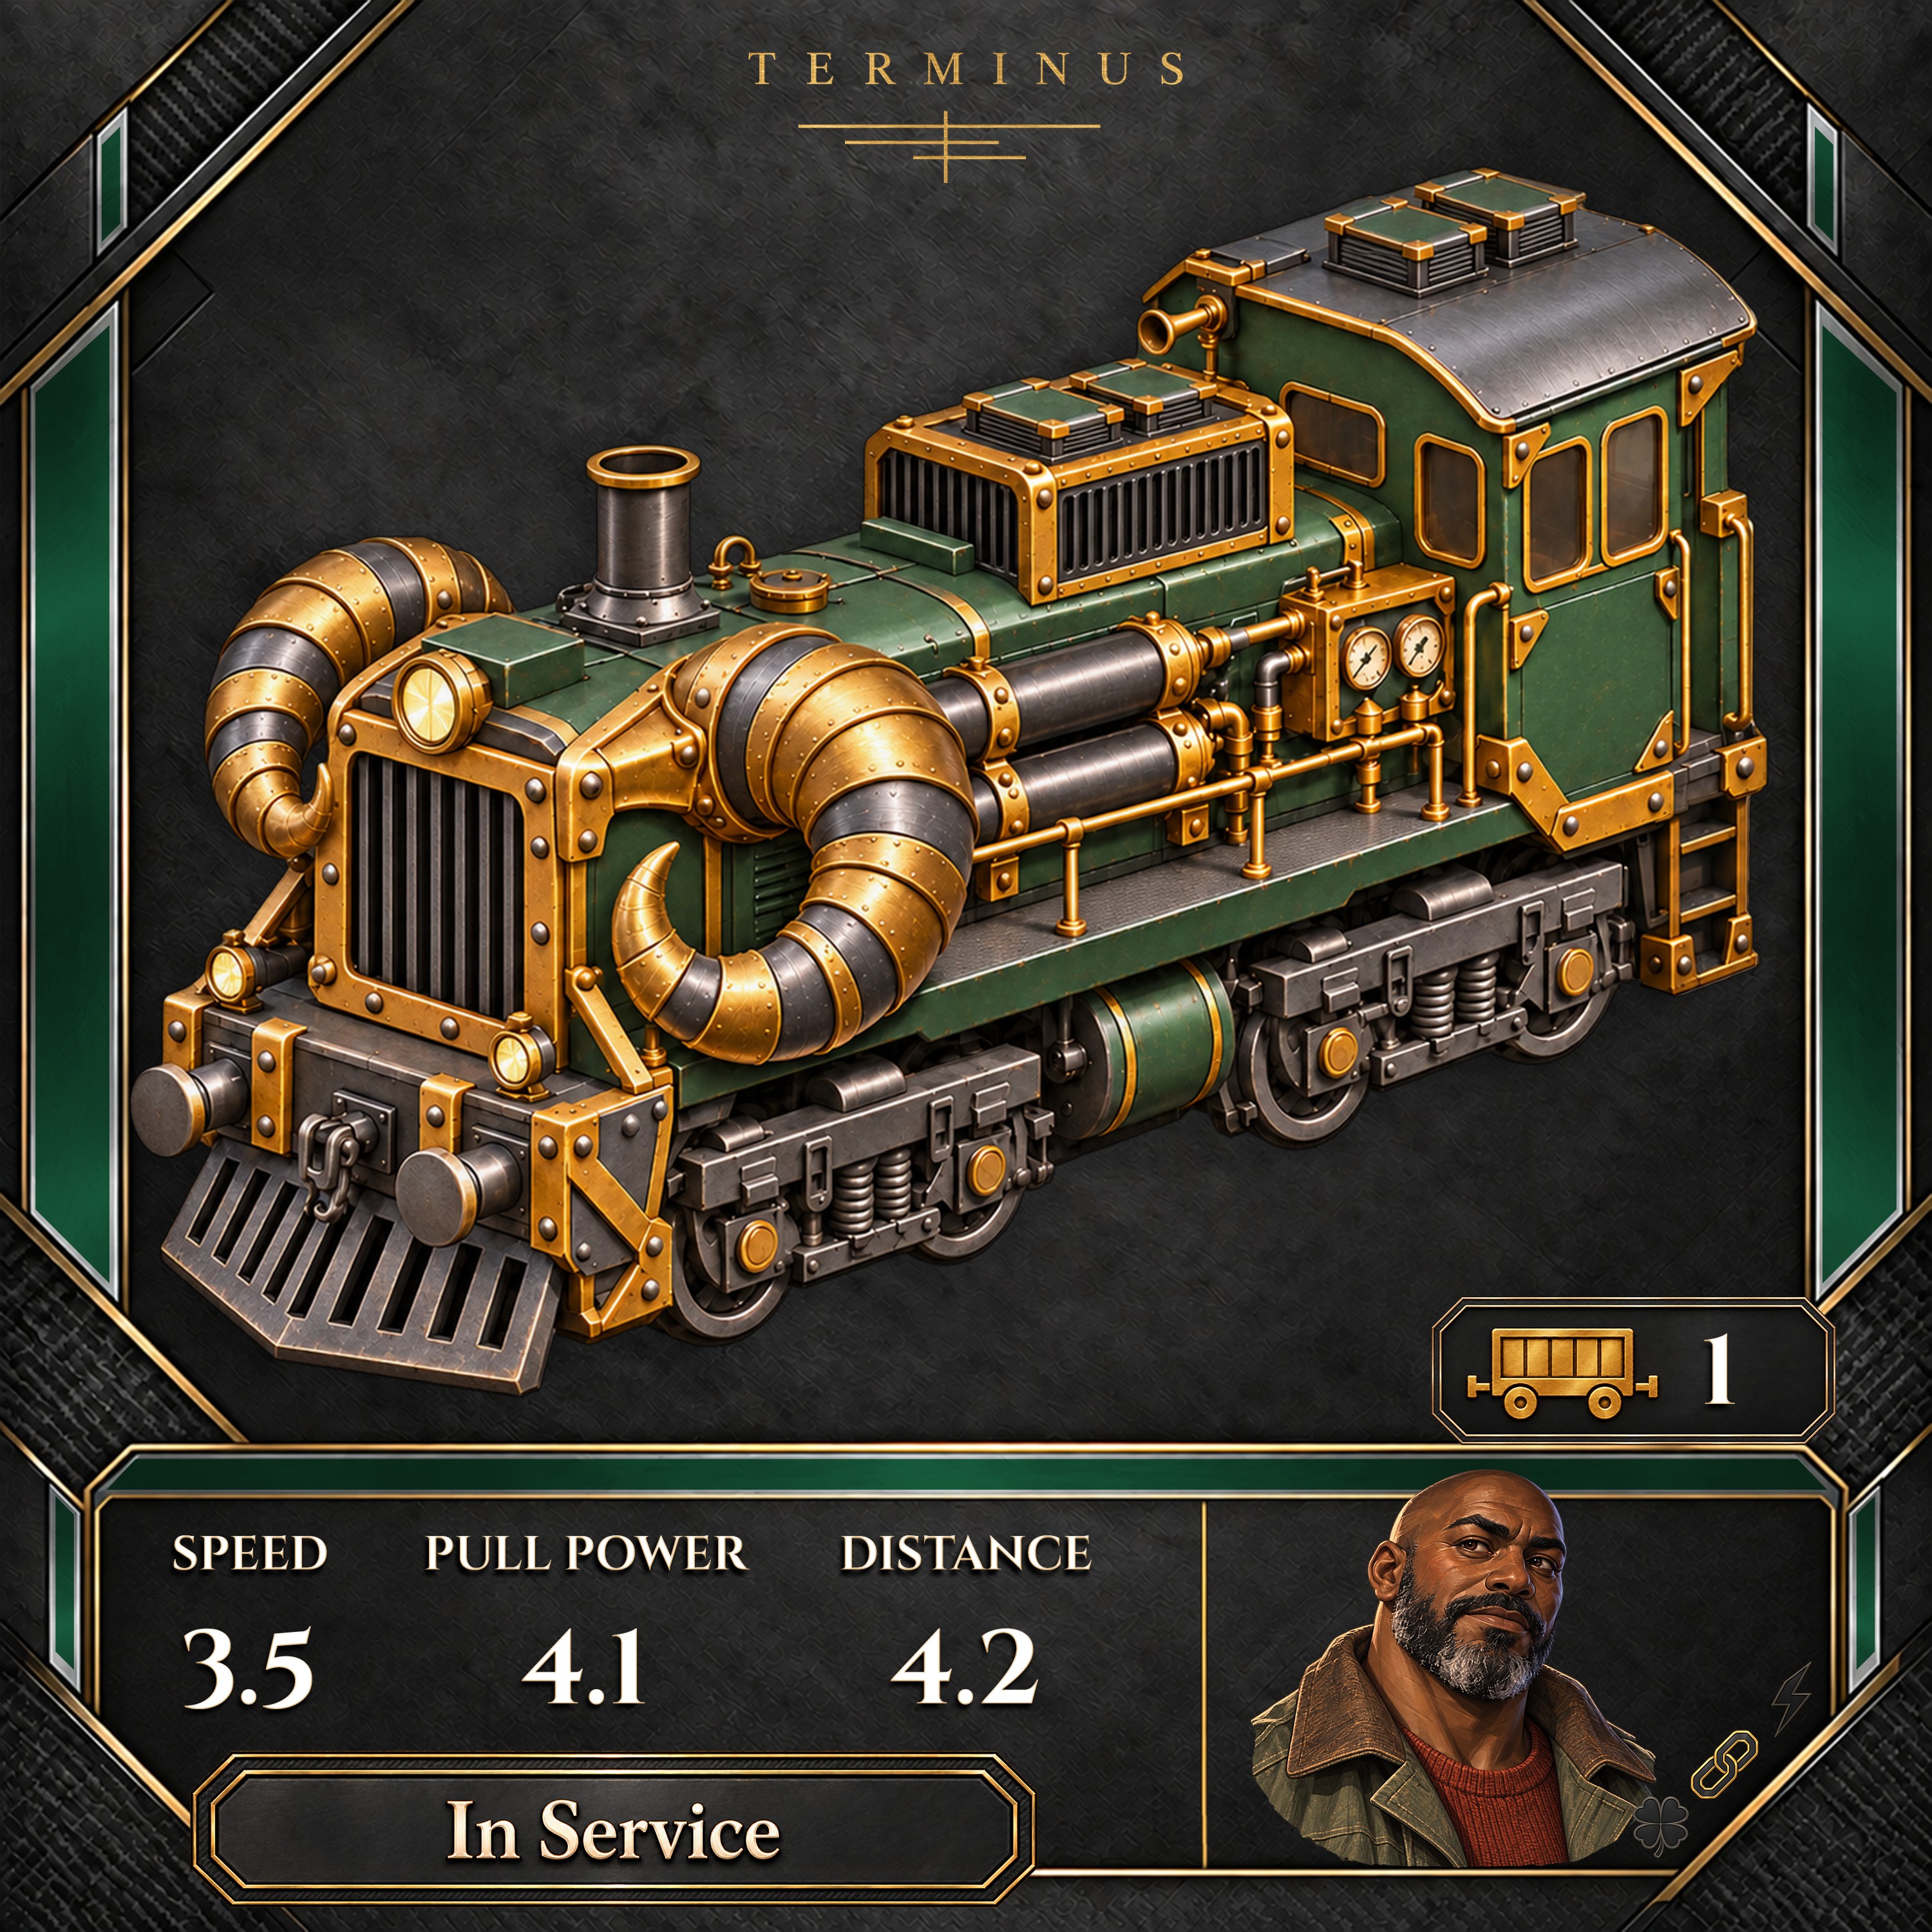 TERMINUS
1
SPEED PULL POWER DISTANCE
3.5 4.1 4.2
In Service